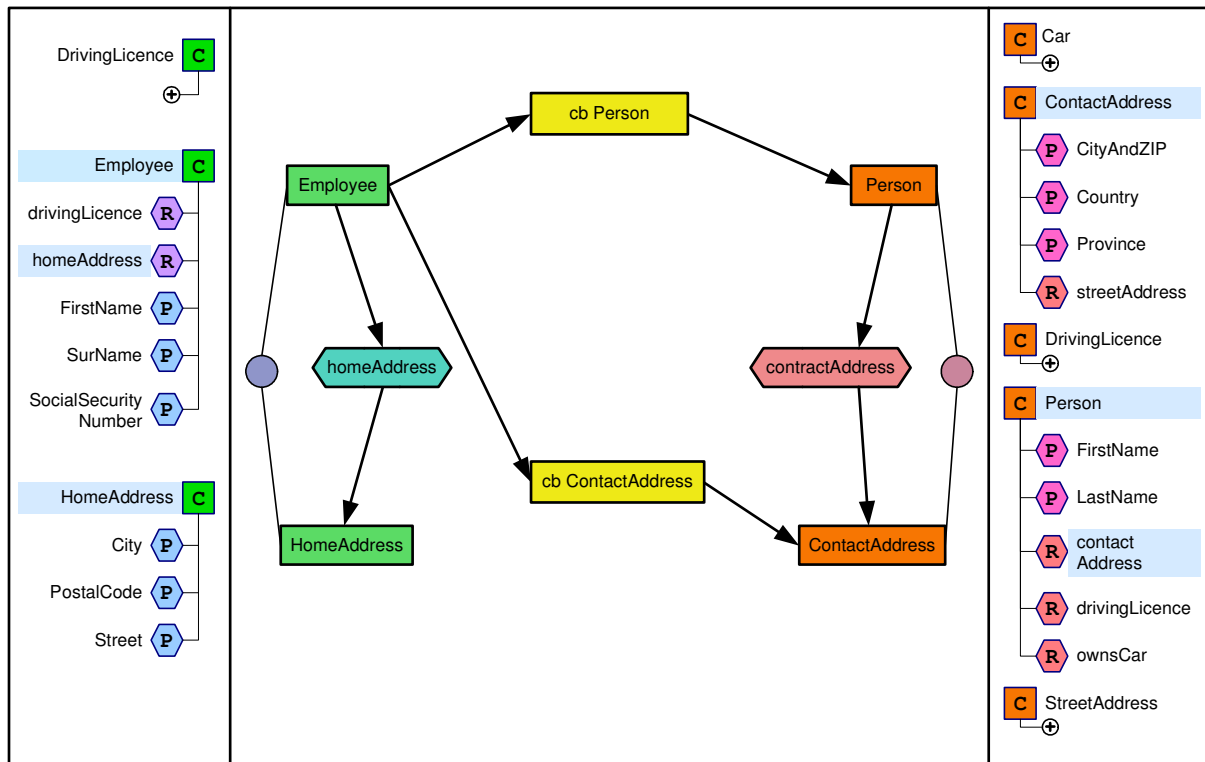 DrivingLicence C
Employee C
drivingLicence R
homeAddress R
FirstName P
SurName P
SocialSecurity
Number P
HomeAddress C
City P
PostalCode P
Street P
cb Person
Employee
Person
homeAddress
contractAddress
cb ContactAddress
HomeAddress
ContactAddress
C Car
C ContactAddress
P CityAndZIP
P Country
P Province
R streetAddress
C DrivingLicence
C Person
P FirstName
P LastName
R contact
Address
R drivingLicence
R ownsCar
C StreetAddress